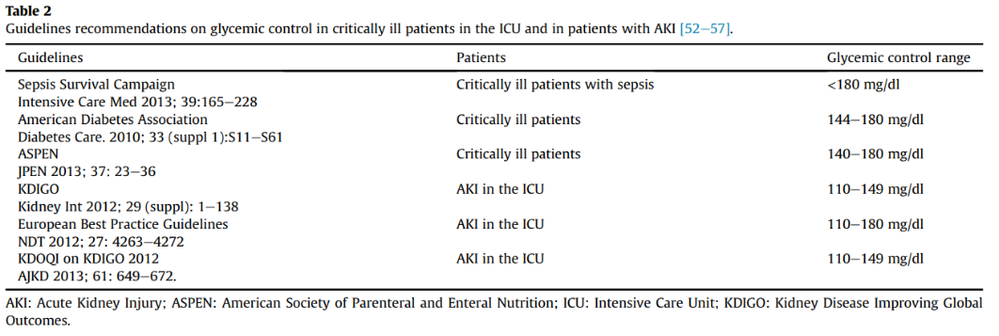 Table 2
Guidelines recommendations on glycemic control in critically ill patients in the ICU and in patients with AKI [52–57].
Guidelines Patients Glycemic control range
Sepsis Survival Campaign Critically ill patients with sepsis <180 mg/dl
Intensive Care Med 2013; 39:165–228
American Diabetes Association Critically ill patients 144–180 mg/dl
Diabetes Care. 2010; 33 (suppl 1):S11–S61
ASPEN Critically ill patients 140–180 mg/dl
JPEN 2013; 37: 23–36
KDIGO AKI in the ICU 110–149 mg/dl
Kidney Int 2012; 29 (suppl): 1–138
European Best Practice Guidelines AKI in the ICU 110–180 mg/dl
NDT 2012; 27: 4263–4272
KDOQI on KDIGO 2012 AKI in the ICU 110–149 mg/dl
AJKD 2013; 61: 649–672.
AKI: Acute Kidney Injury; ASPEN: American Society of Parenteral and Enteral Nutrition; ICU: Intensive Care Unit; KDIGO: Kidney Disease Improving Global
Outcomes.